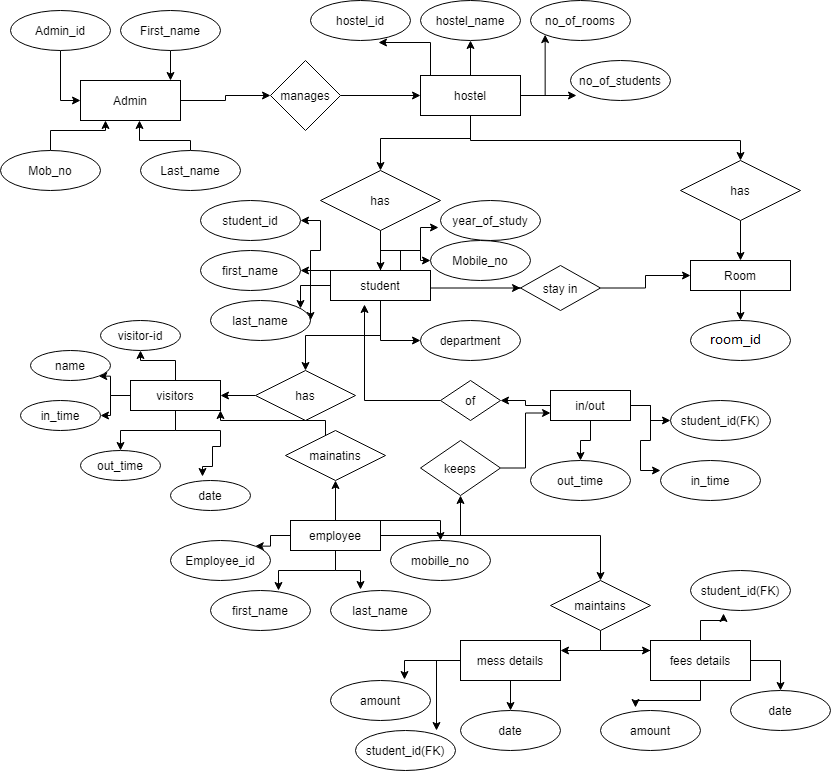 hostel_id
hostel_name
no_of_rooms
Admin_id
First_name
no_of_students
Admin
manages
hostel
Mob_no
Last_name
has
has
student_id
year_of_study
first_name
Mobile_no
student
stay in
Room
last_name
visitor-id
department
room_id
name
visitors
has
of
in/out
in_time
student_id(FK)
mainatins
keeps
out_time
out_time
in_time
date
employee
Employee_id
mobille_no
first_name
last_name
maintains
student_id(FK)
mess details
fees details
amount
date
date
amount
student_id(FK)